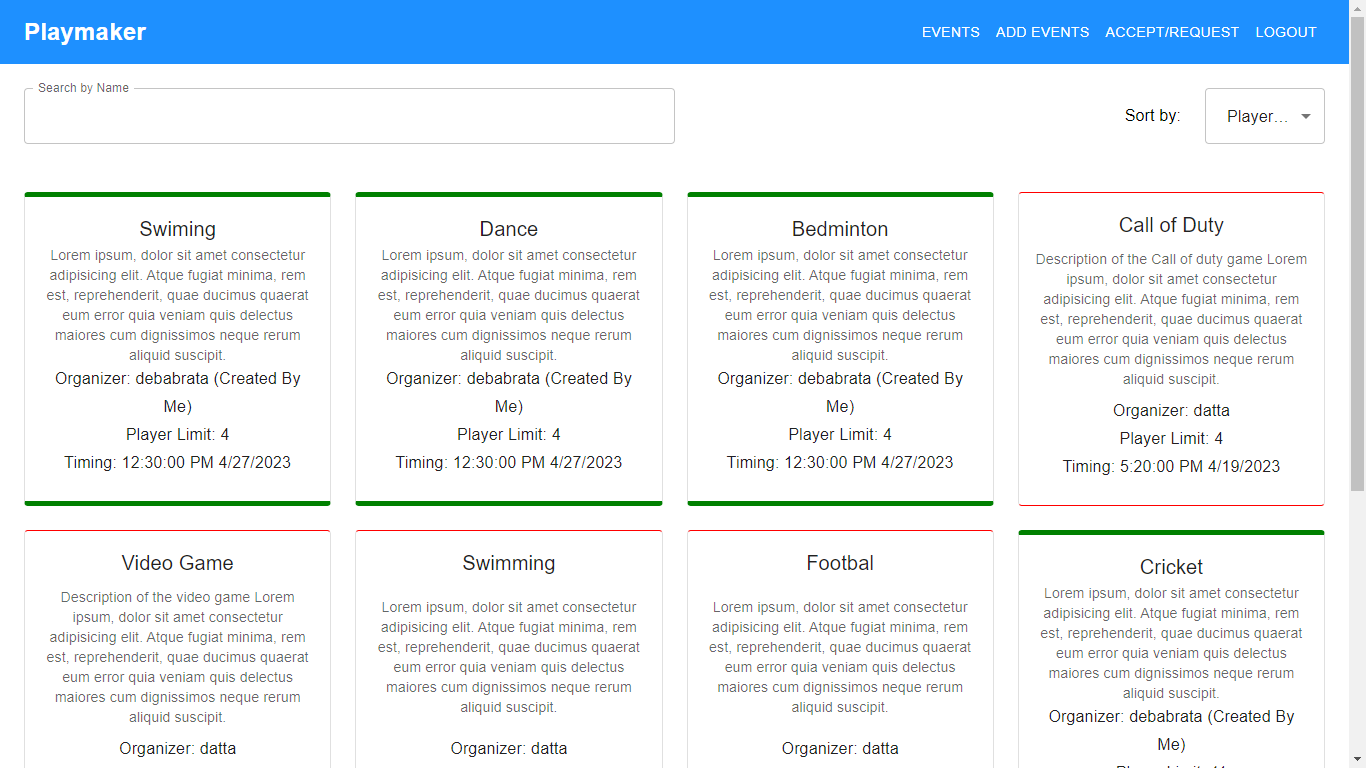 Playmaker
EVENTS ADD EVENTS ACCEPT/REQUEST LOGOUT
Search by Name
Sort by:
Player...
Swiming
Lorem ipsum, dolor sit amet consectetur
adipisicing elit. Atque fugiat minima, rem
est, reprehenderit, quae ducimus quaerat
eum error quia veniam quis delectus
maiores cum dignissimos neque rerum
aliquid suscipit.
Organizer: debabrata (Created By
Me)
Player Limit: 4
Timing: 12:30:00 PM 4/27/2023
Dance
Lorem ipsum, dolor sit amet consectetur
adipisicing elit. Atque fugiat minima, rem
est, reprehenderit, quae ducimus quaerat
eum error quia veniam quis delectus
maiores cum dignissimos neque rerum
aliquid suscipit.
Organizer: debabrata (Created By
Me)
Player Limit: 4
Timing: 12:30:00 PM 4/27/2023
Bedminton
Lorem ipsum, dolor sit amet consectetur
adipisicing elit. Atque fugiat minima, rem
est, reprehenderit, quae ducimus quaerat
eum error quia veniam quis delectus
maiores cum dignissimos neque rerum
aliquid suscipit.
Organizer: debabrata (Created By
Me)
Player Limit: 4
Timing: 12:30:00 PM 4/27/2023
Call of Duty
Description of the Call of duty game Lorem
ipsum, dolor sit amet consectetur
adipisicing elit. Atque fugiat minima, rem
est, reprehenderit, quae ducimus quaerat
eum error quia veniam quis delectus
maiores cum dignissimos neque rerum
aliquid suscipit.
Organizer: datta
Player Limit: 4
Timing: 5:20:00 PM 4/19/2023
Video Game
Description of the video game Lorem
ipsum, dolor sit amet consectetur
adipisicing elit. Atque fugiat minima, rem
est, reprehenderit, quae ducimus quaerat
eum error quia veniam quis delectus
maiores cum dignissimos neque rerum
aliquid suscipit.
Organizer: datta
Swimming
Lorem ipsum, dolor sit amet consectetur
adipisicing elit. Atque fugiat minima, rem
est, reprehenderit, quae ducimus quaerat
eum error quia veniam quis delectus
maiores cum dignissimos neque rerum
aliquid suscipit.
Organizer: datta
Footbal
Lorem ipsum, dolor sit amet consectetur
adipisicing elit. Atque fugiat minima, rem
est, reprehenderit, quae ducimus quaerat
eum error quia veniam quis delectus
maiores cum dignissimos neque rerum
aliquid suscipit.
Organizer: datta
Cricket
Lorem ipsum, dolor sit amet consectetur
adipisicing elit. Atque fugiat minima, rem
est, reprehenderit, quae ducimus quaerat
eum error quia veniam quis delectus
maiores cum dignissimos neque rerum
aliquid suscipit.
Organizer: debabrata (Created By
Me)